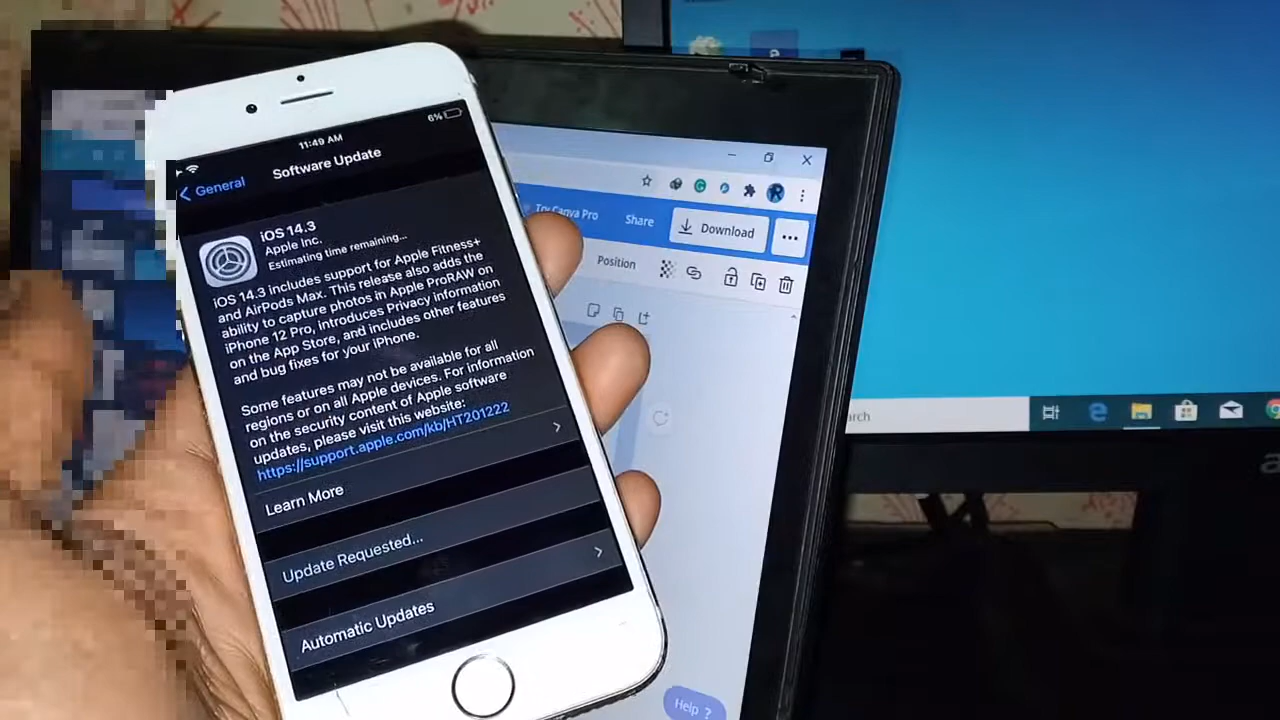 11:49 AM
6%
General
Software Update
iOS 14.3
Apple Inc.
Estimating time remaining...
iOS 14.3 includes support for Apple Fitness+
and AirPods Max. This release also adds the
ability to capture photos in Apple ProRAW on
iPhone 12 Pro, introduces Privacy information
on the App Store, and includes other features
and bug fixes for your iPhone.
Some features may not be available for all
regions or on all Apple devices. For information
on the security content of Apple software
updates, please visit this website:
https://support.apple.com/kb/HT201222
Learn More
Update Requested...
Automatic Updates
Try Canva Pro
Share
Download
Position
Help ?
arch